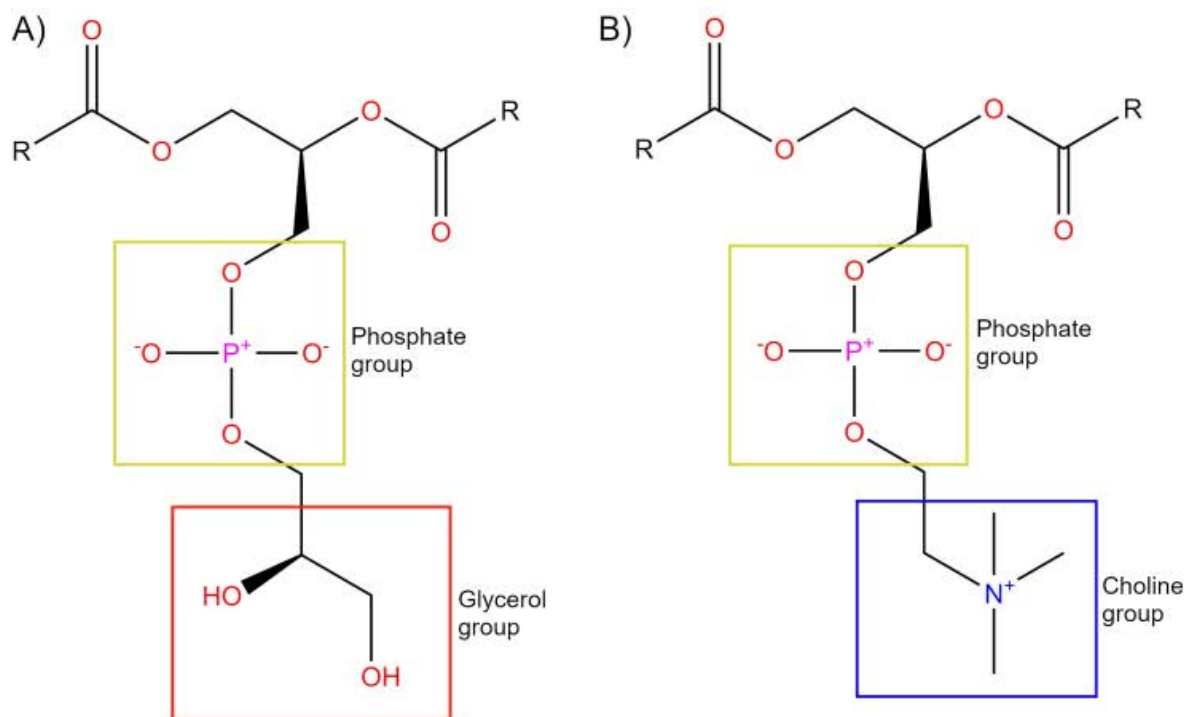 A)
B)
O
O
R
O
O
R
R
O
O
R
O
O
O
O
⁻O
P⁺
O⁻
Phosphate
group
⁻O
P⁺
O⁻
Phosphate
group
O
O
HO
OH
Glycerol
group
N⁺
Choline
group